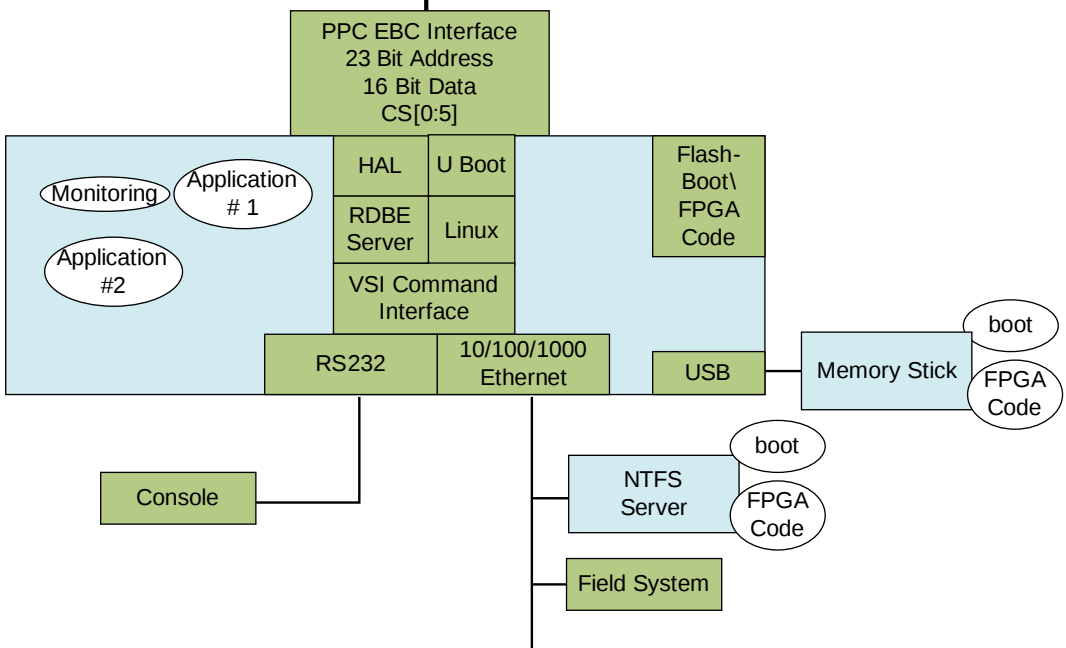 PPC EBC Interface
23 Bit Address
16 Bit Data
CS[0:5]
HAL
U Boot
Flash-
Boot\
FPGA
Code
Monitoring
Application
# 1
RDBE
Server
Linux
Application
#2
VSI Command
Interface
RS232
10/100/1000
Ethernet
USB
Memory Stick
boot
FPGA
Code
Console
NTFS
Server
boot
FPGA
Code
Field System